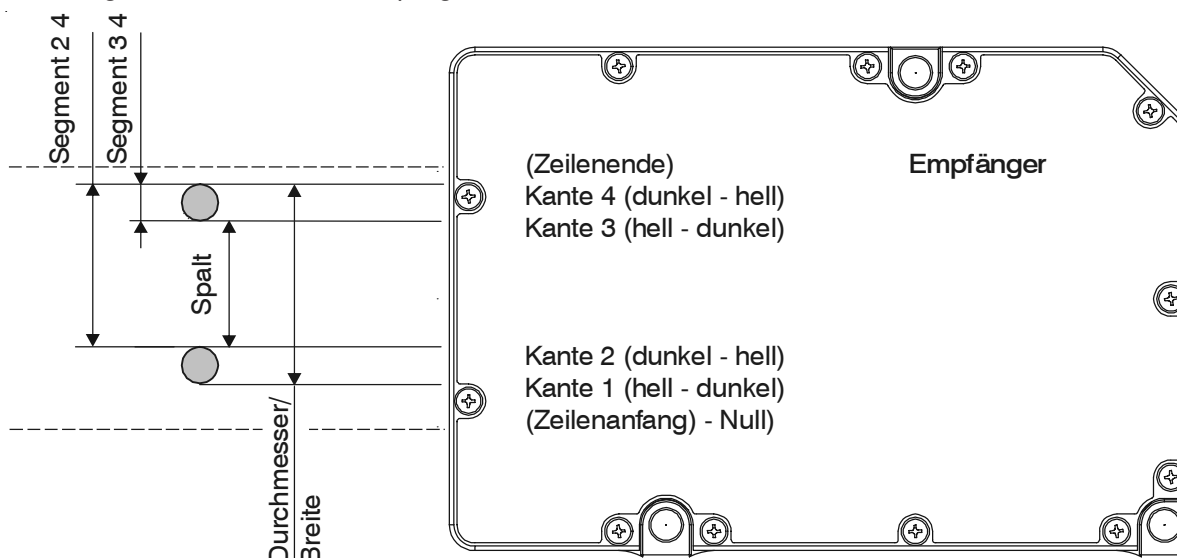 Segment 2 4
Segment 3 4
(Zeilenende)
Kante 4 (dunkel - hell)
Kante 3 (hell - dunkel)
Empfänger
Spalt
Kante 2 (dunkel - hell)
Kante 1 (hell - dunkel)
(Zeilenanfang) - Null)
Durchmesser/
Breite